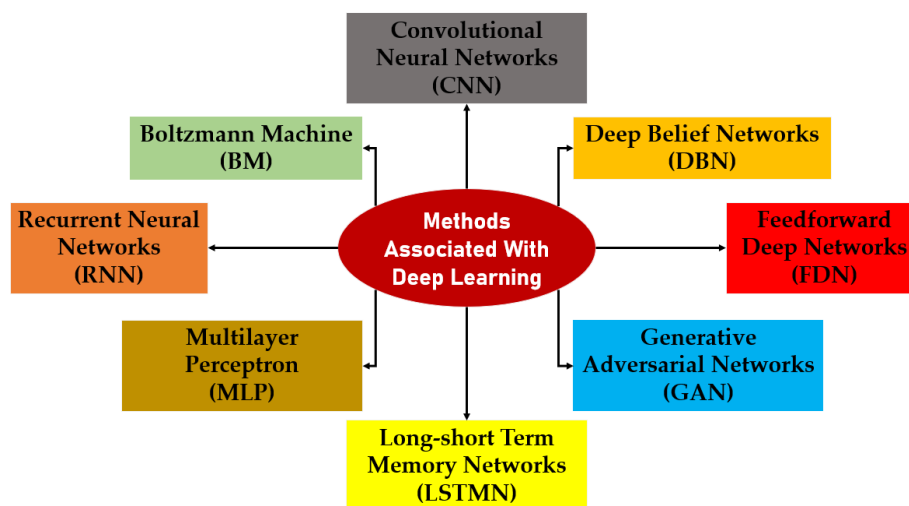 Convolutional
Neural Networks
(CNN)
Boltzmann Machine
(BM)
Deep Belief Networks
(DBN)
Recurrent Neural
Networks
(RNN)
Methods
Associated With
Deep Learning
Feedforward
Deep Networks
(FDN)
Multilayer
Perceptron
(MLP)
Generative
Adversarial Networks
(GAN)
Long-short Term
Memory Networks
(LSTMN)